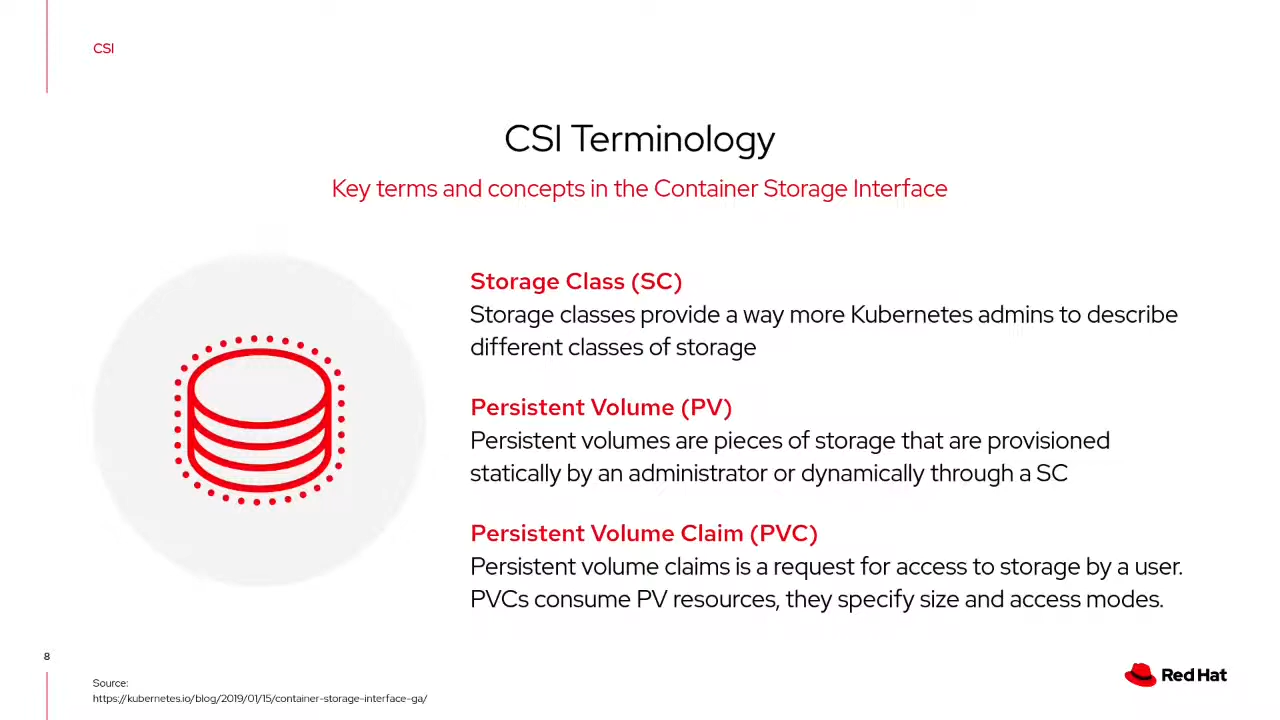 CSI
CSI Terminology
Key terms and concepts in the Container Storage Interface
Storage Class (SC)
Storage classes provide a way more Kubernetes admins to describe
different classes of storage
Persistent Volume (PV)
Persistent volumes are pieces of storage that are provisioned
statically by an administrator or dynamically through a SC
Persistent Volume Claim (PVC)
Persistent volume claims is a request for access to storage by a user.
PVCs consume PV resources, they specify size and access modes.
8
Source:
https://kubernetes.io/blog/2019/01/15/container-storage-interface-ga/
Red Hat